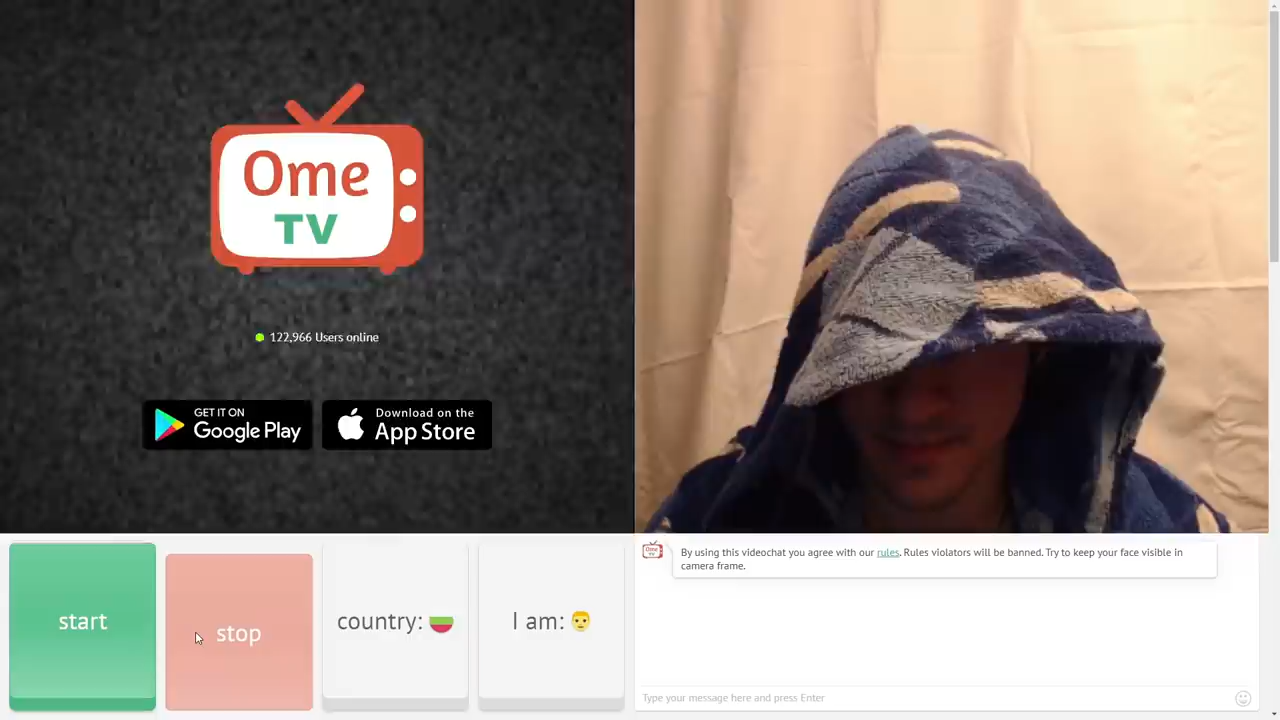 Ome
TV
122,966 Users online
GET IT ON
Google Play
Download on the
App Store
start
stop
country:
I am:
Ome
TV
By using this videochat you agree with our rules. Rules violators will be banned. Try to keep your face visible in
camera frame.
Type your message here and press Enter